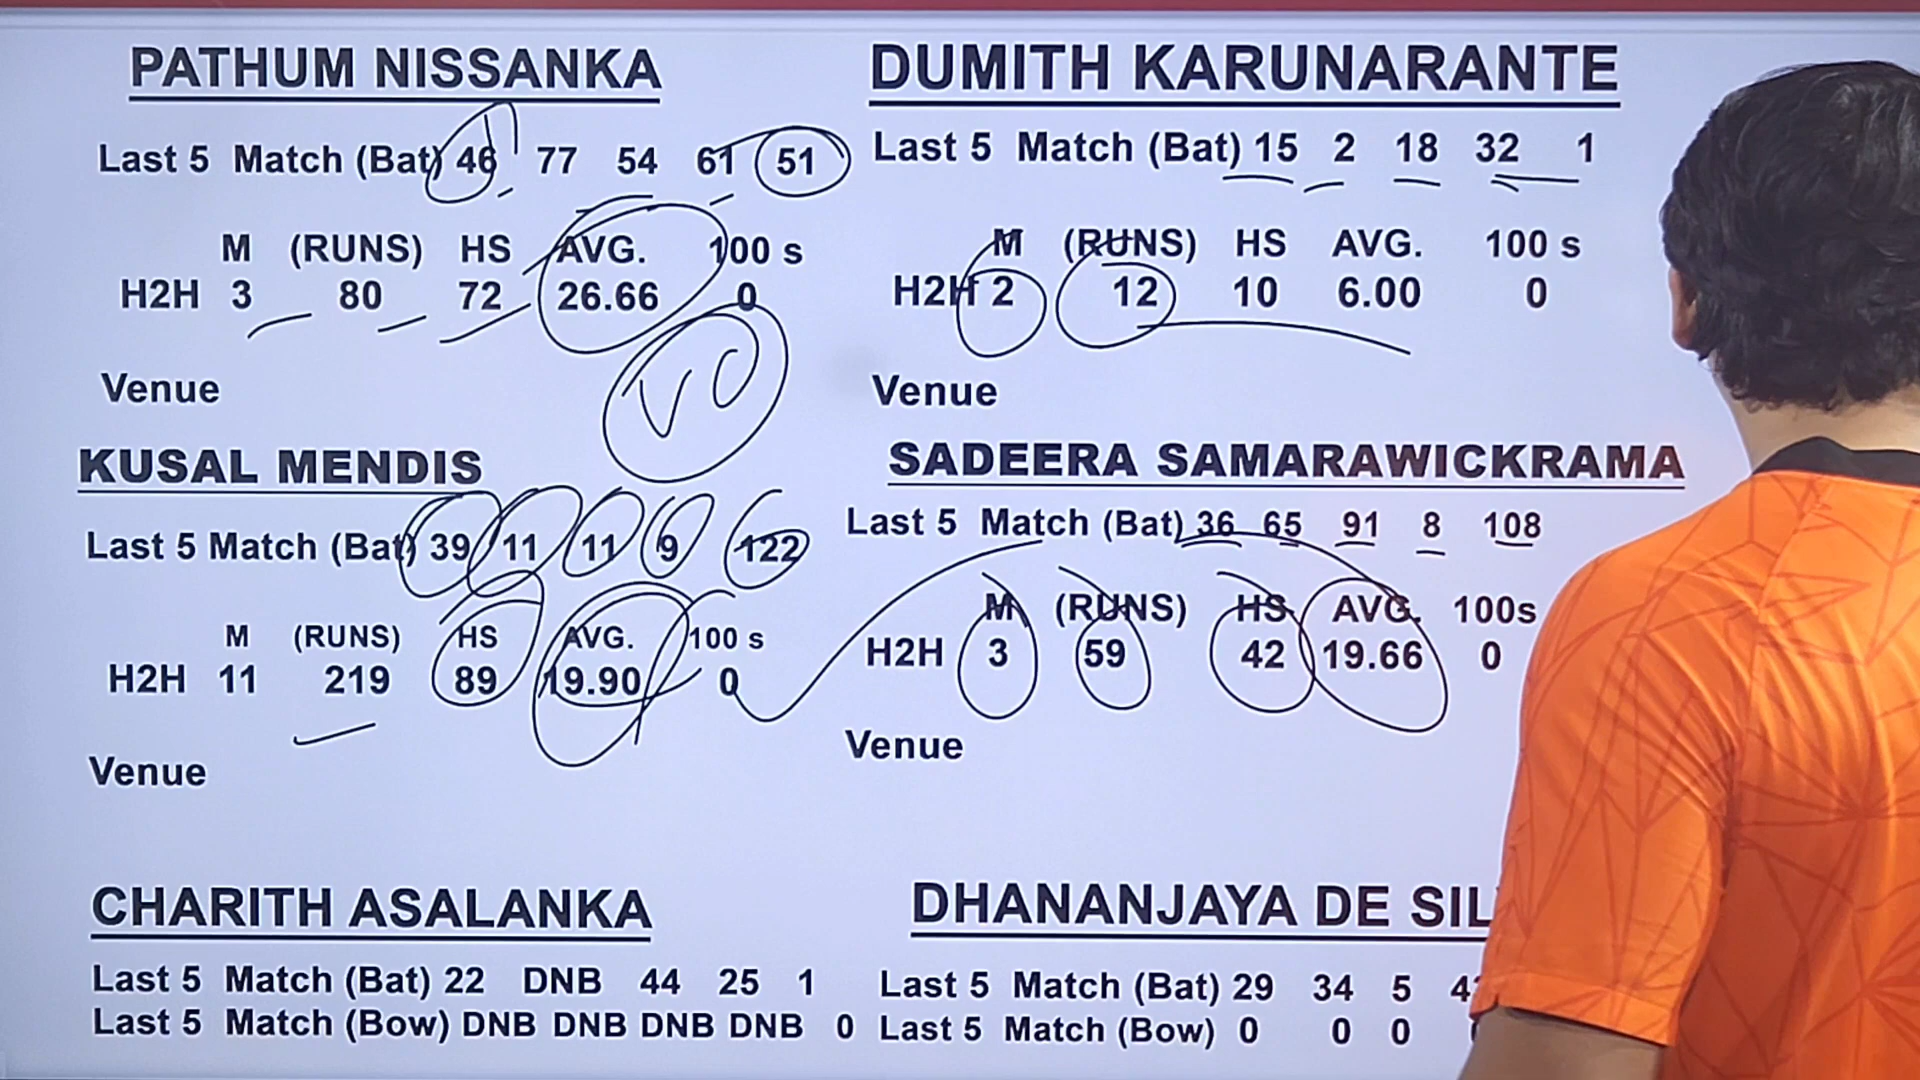 PATHUM NISSANKA
Last 5 Match (Bat) 46 77 54 61 51
M (RUNS) HS AVG. 100 s
H2H 3 80 72 26.66 0
Venue
KUSAL MENDIS
Last 5 Match (Bat) 39 11 11 9 122
M (RUNS) HS AVG. 100 s
H2H 11 219 89 19.90 0
Venue
CHARITH ASALANKA
Last 5 Match (Bat) 22 DNB 44 25 1
Last 5 Match (Bow) DNB DNB DNB DNB 0
DUMITH KARUNARANTE
Last 5 Match (Bat) 15 2 18 32 1
M (RUNS) HS AVG. 100 s
H2H 2 12 10 6.00 0
Venue
SADEERA SAMARAWICKRAMA
Last 5 Match (Bat) 36 65 91 8 108
M (RUNS) HS AVG. 100s
H2H 3 59 42 19.66 0
Venue
DHANANJAYA DE SIL
Last 5 Match (Bat) 29 34 5 4
Last 5 Match (Bow) 0 0 0